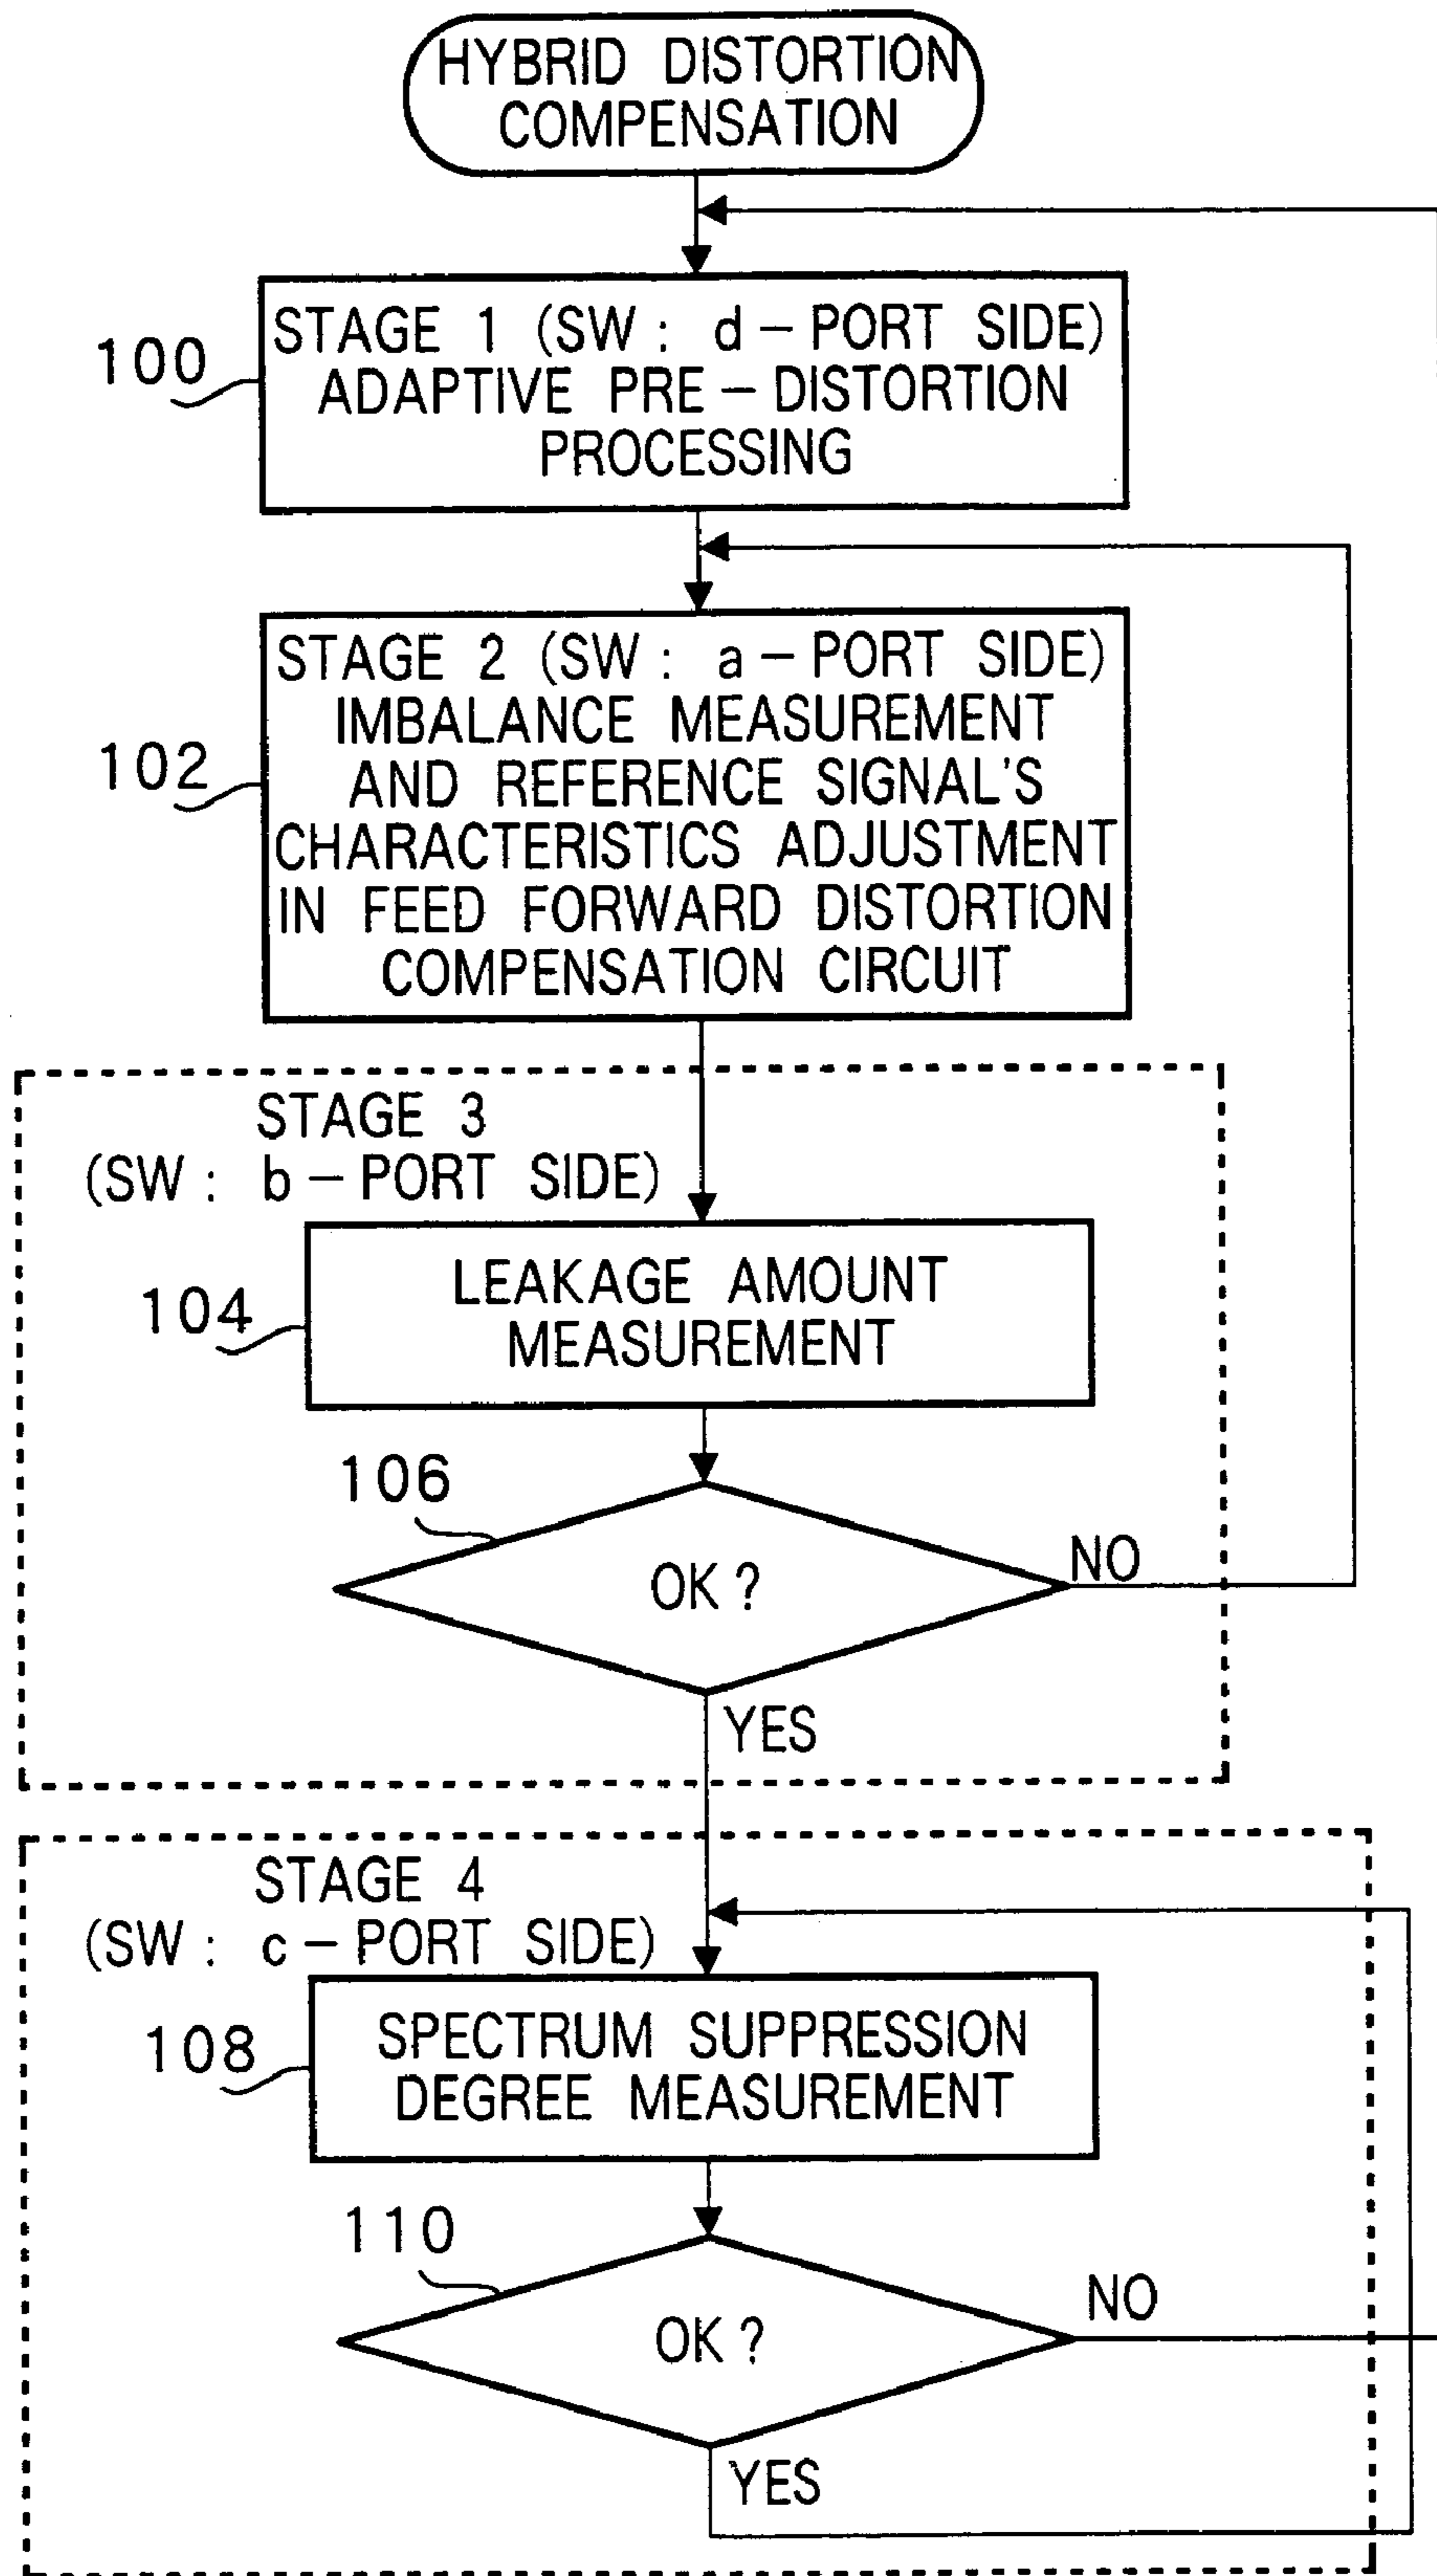 HYBRID DISTORTION
COMPENSATION
100
STAGE 1 (SW : d-PORT SIDE)
ADAPTIVE PRE-DISTORTION
PROCESSING
102
STAGE 2 (SW : a-PORT SIDE)
IMBALANCE MEASUREMENT
AND REFERENCE SIGNAL'S
CHARACTERISTICS ADJUSTMENT
IN FEED FORWARD DISTORTION
COMPENSATION CIRCUIT
STAGE 3
(SW : b-PORT SIDE)
104
LEAKAGE AMOUNT
MEASUREMENT
106
OK ?
NO
YES
STAGE 4
(SW : c-PORT SIDE)
108
SPECTRUM SUPPRESSION
DEGREE MEASUREMENT
110
OK ?
NO
YES